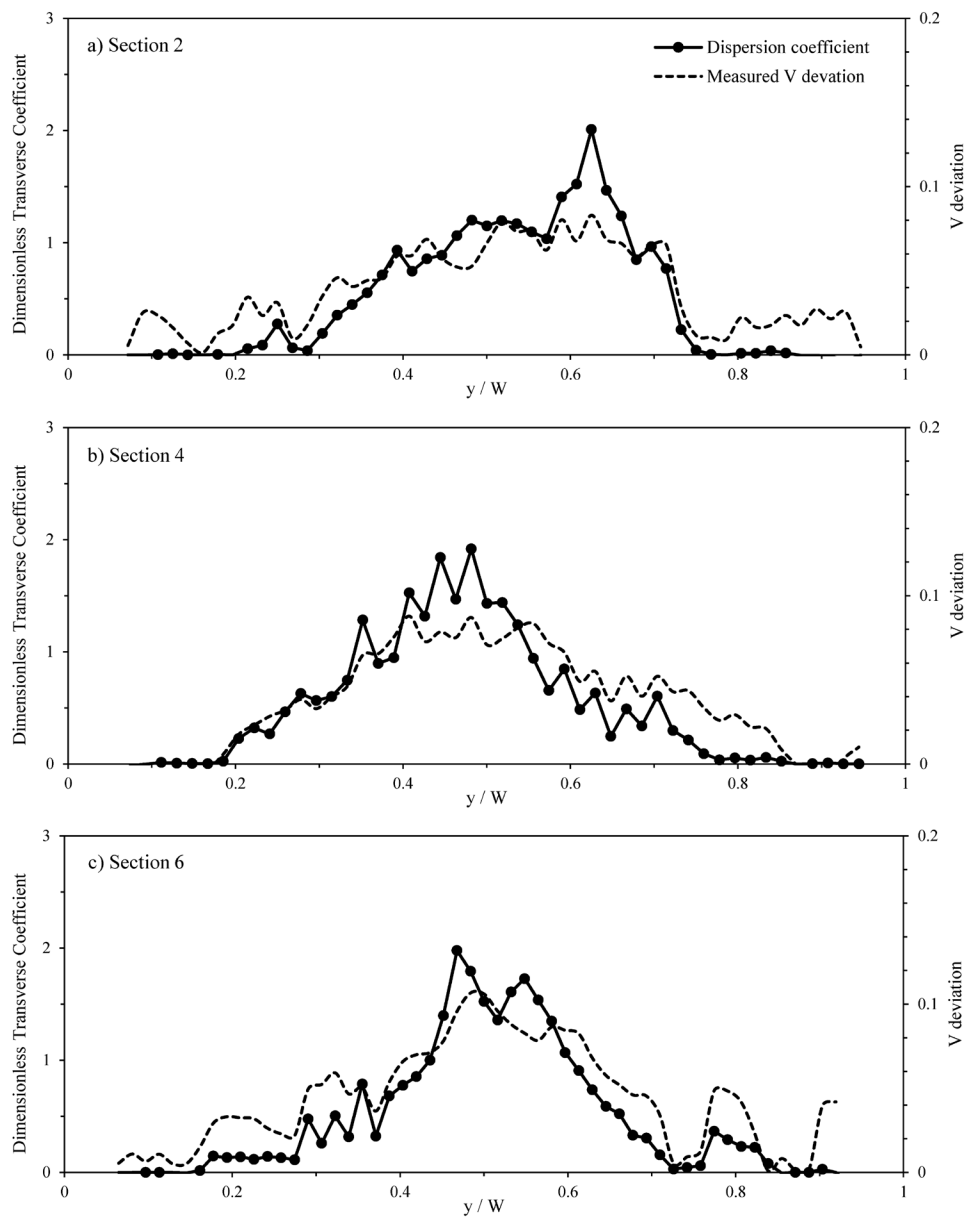 a) Section 2
Dispersion coefficient
Measured V devation
Dimensionless Transverse Coefficient
V deviation
3
2
1
0
0.2
0.1
0
0 0.2 0.4 0.6 0.8 1
y / W
b) Section 4
Dimensionless Transverse Coefficient
V deviation
3
2
1
0
0.2
0.1
0
0 0.2 0.4 0.6 0.8 1
y / W
c) Section 6
Dimensionless Transverse Coefficient
V deviation
3
2
1
0
0.2
0.1
0
0 0.2 0.4 0.6 0.8 1
y / W